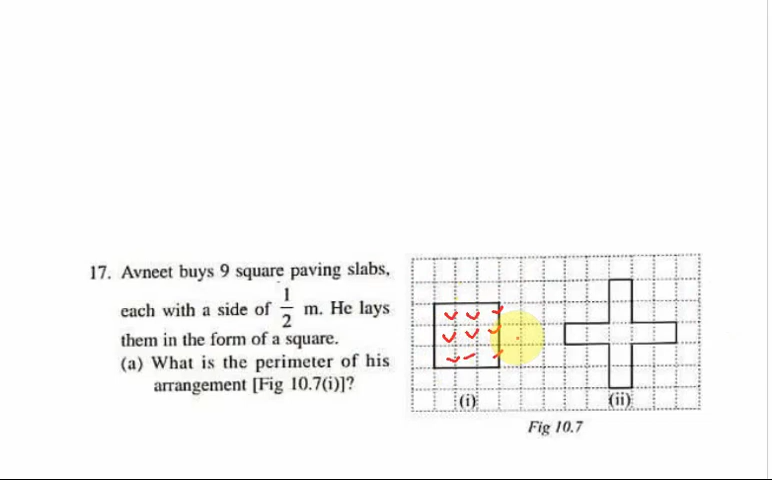 17. Avneet buys 9 square paving slabs,
each with a side of 1/2 m. He lays
them in the form of a square.
(a) What is the perimeter of his
arrangement [Fig 10.7(i)]?
(i) (ii)
Fig 10.7